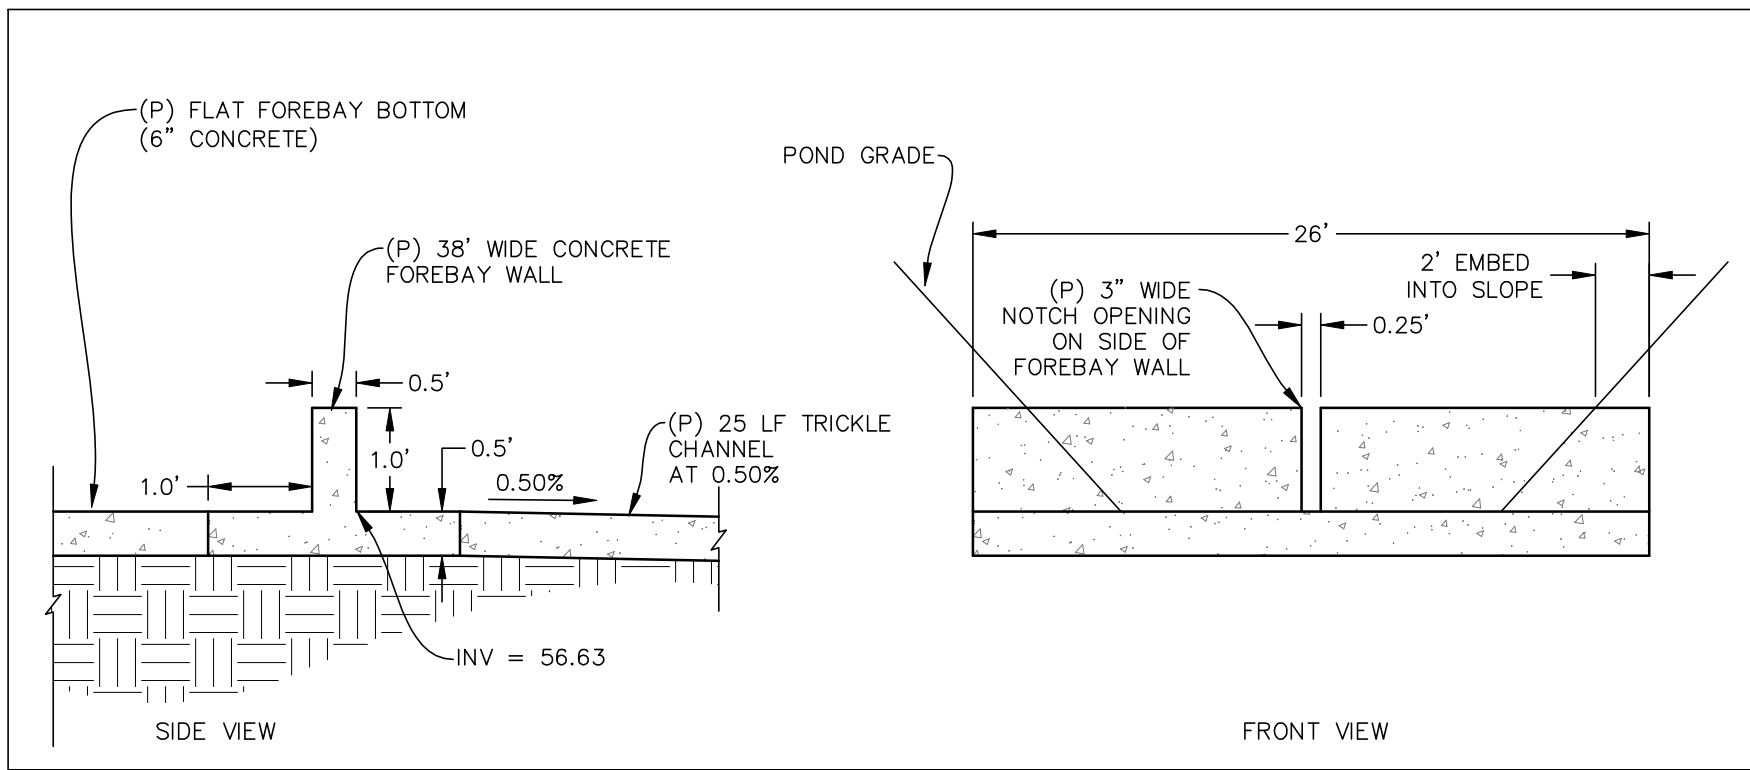 (P) FLAT FOREBAY BOTTOM
(6" CONCRETE)
(P) 38' WIDE CONCRETE
FOREBAY WALL
0.5'
1.0'
1.0'
0.5'
0.50%
(P) 25 LF TRICKLE
CHANNEL
AT 0.50%
INV = 56.63
SIDE VIEW
POND GRADE
26'
2' EMBED
INTO SLOPE
(P) 3" WIDE
NOTCH OPENING
ON SIDE OF
FOREBAY WALL
0.25'
FRONT VIEW